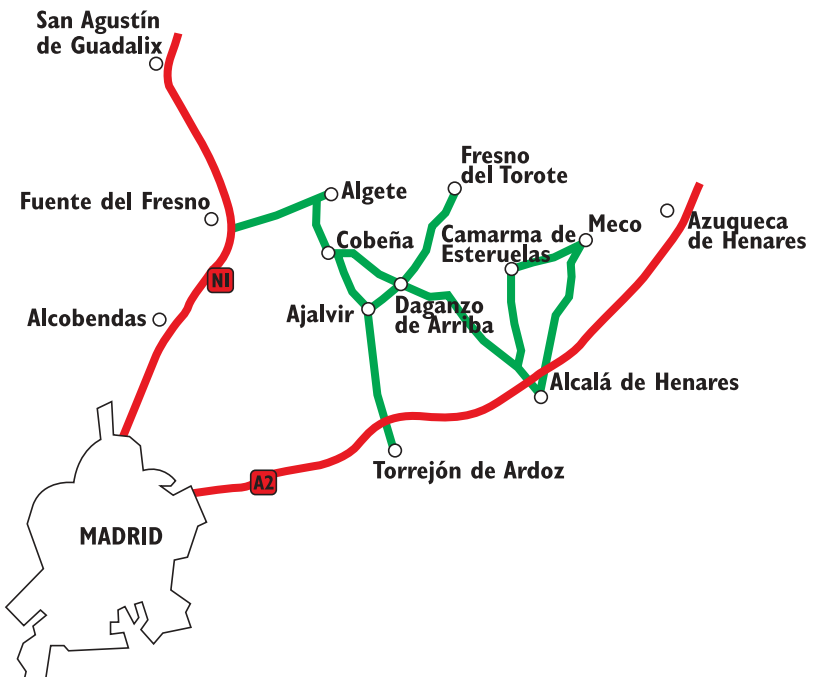 San Agustín
de Guadalix
Fresno
del Torote
Algete
Fuente del Fresno
Meco
Azuqueca
de Henares
Cobeña
Camarma de
Esteruelas
NI
Daganzo
de Arriba
Ajalvir
Alcobendas
Alcalá de Henares
Torrejón de Ardoz
A2
MADRID